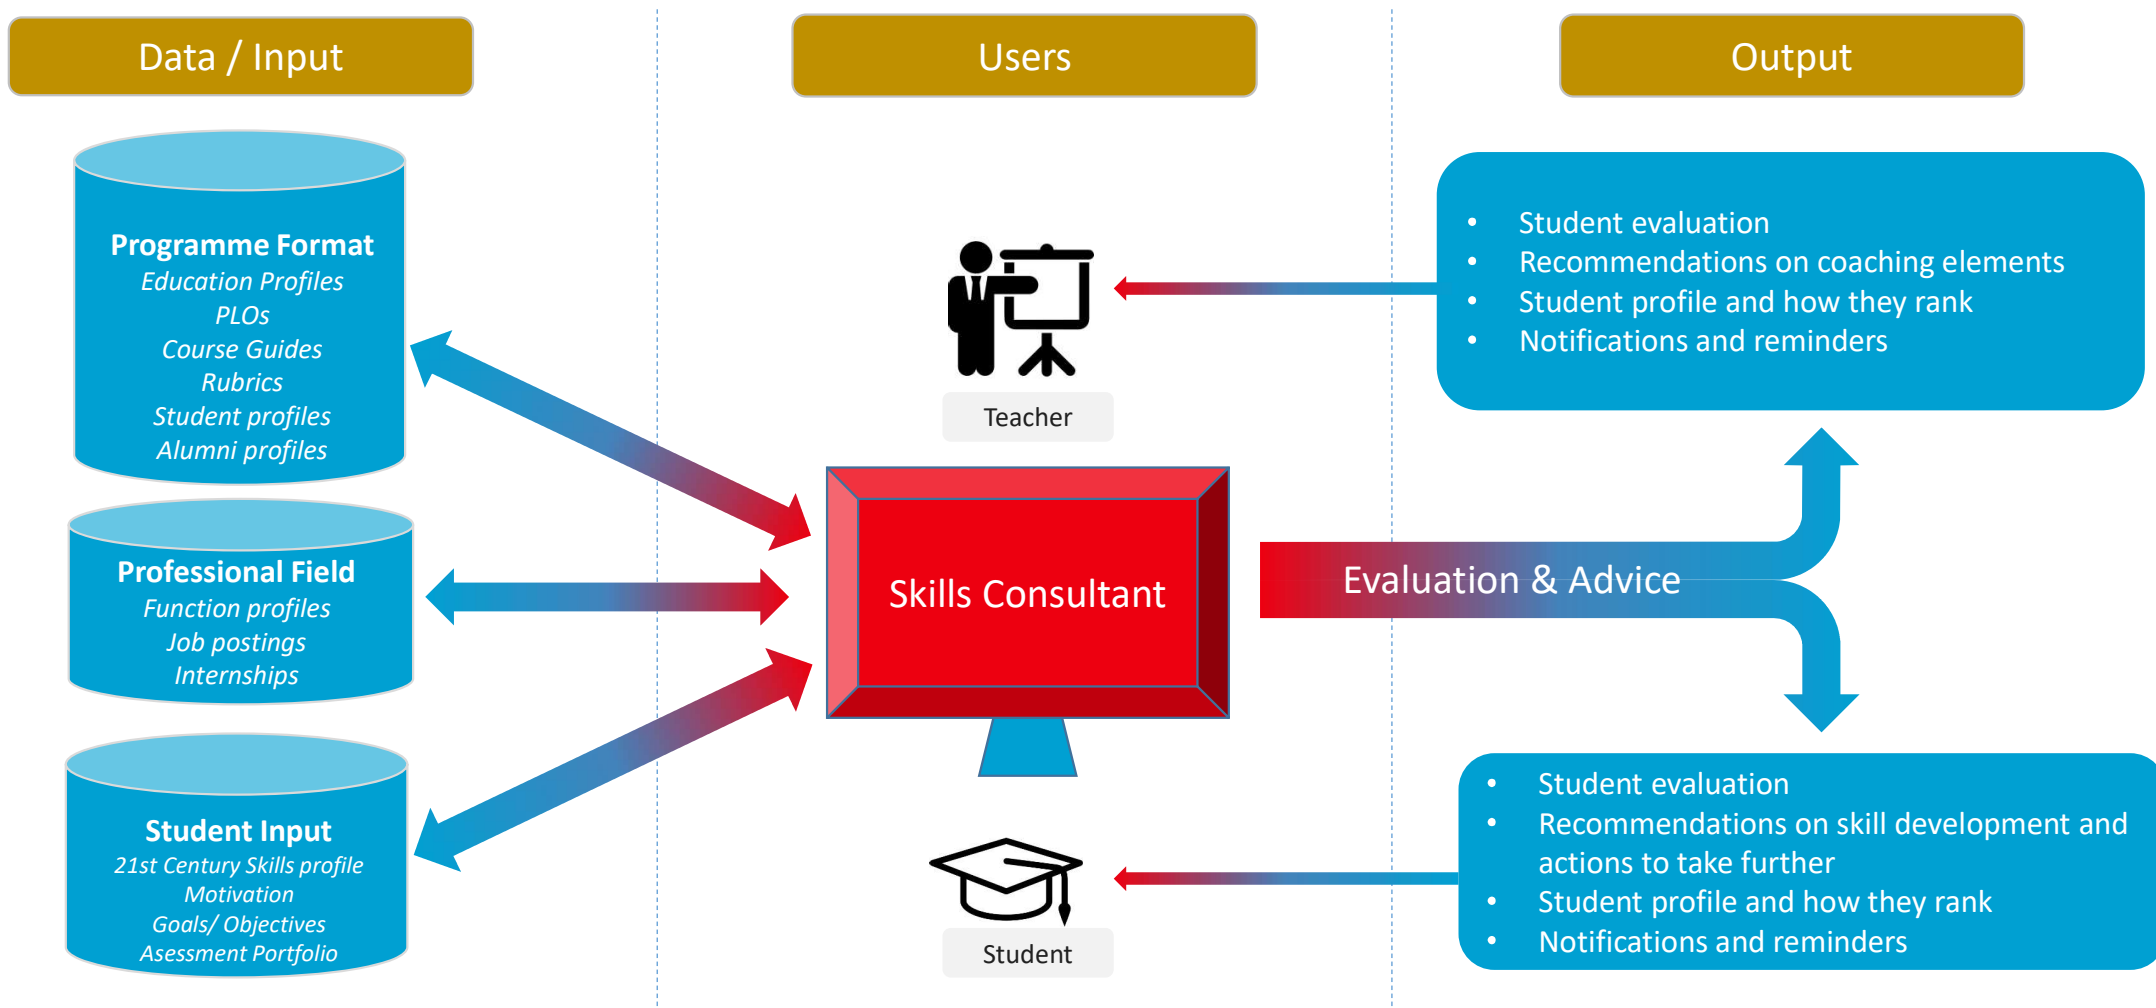 Data / Input
Users
Output
Programme Format
Education Profiles
PLOs
Course Guides
Rubrics
Student profiles
Alumni profiles
Professional Field
Function profiles
Job postings
Internships
Student Input
21st Century Skills profile
Motivation
Goals/ Objectives
Asessment Portfolio
Teacher
Skills Consultant
Student
Evaluation & Advice
• Student evaluation
• Recommendations on coaching elements
• Student profile and how they rank
• Notifications and reminders
• Student evaluation
• Recommendations on skill development and
actions to take further
• Student profile and how they rank
• Notifications and reminders